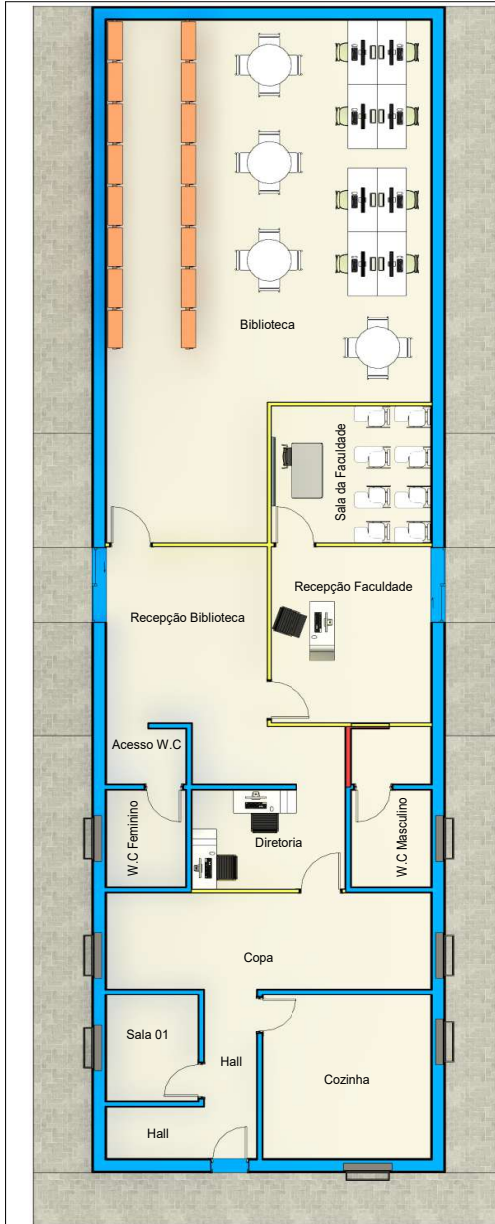 Biblioteca
Sala da Faculdade
Recepção Faculdade
Recepção Biblioteca
Acesso W.C
W.C Feminino
W.C Masculino
Diretoria
Copa
Sala 01
Hall
Cozinha
Hall